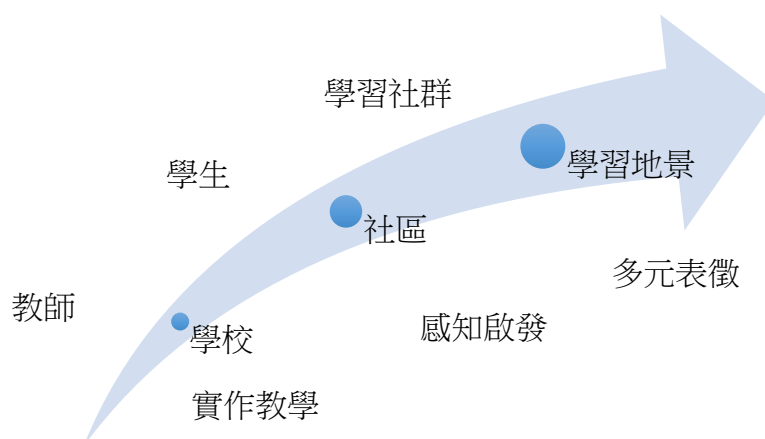 學習社群
學習地景
學生
社區
多元表徵
教師
感知啟發
學校
實作教學